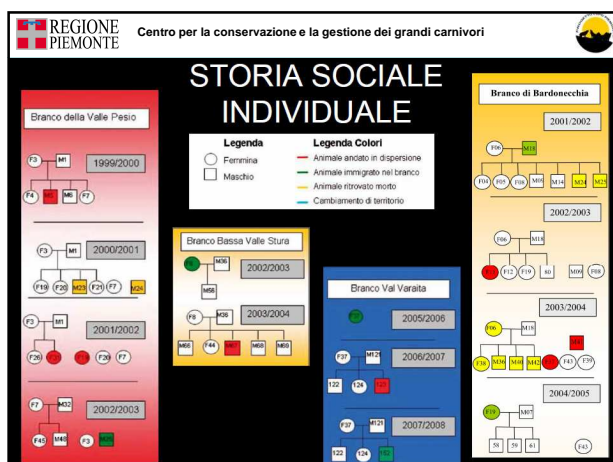 REGIONE
PIEMONTE
Centro per la conservazione e la gestione dei grandi carnivori
STORIA SOCIALE
INDIVIDUALE
Legenda
Femmina
Maschio
Legenda Colori
Animale andato in dispersione
Animale immigrato nel branco
Animale ritrovato morto
Cambiamento di territorio
Branco della Valle Pesio
F3 M1 1999/2000
F4 M5 M6 F7
F3 M1 2000/2001
F19 F20 M23 F21 F7 M24
F3 M1
2001/2002
F26 F20 F7
F7 M32 2002/2003
F45 M40 F3
Branco Bassa Valle Stura
M36 2002/2003
M58
2003/2004
F8 M36
M66 F44 M67 M68 M69
Branco Val Varaita
2005/2006
F37 M121 2006/2007
122 124 123
F37 M121 2007/2008
122 124
Branco di Bardonecchia
2001/2002
F06 M18
F04 F05 F08 M09 M14 M24 M25
2002/2003
F06 M18
F12 F19 80 M09 F08
2003/2004
F06 M18
F38 M36 M40 M42 F43 F39
2004/2005
F19 M07
58 59 61 F43